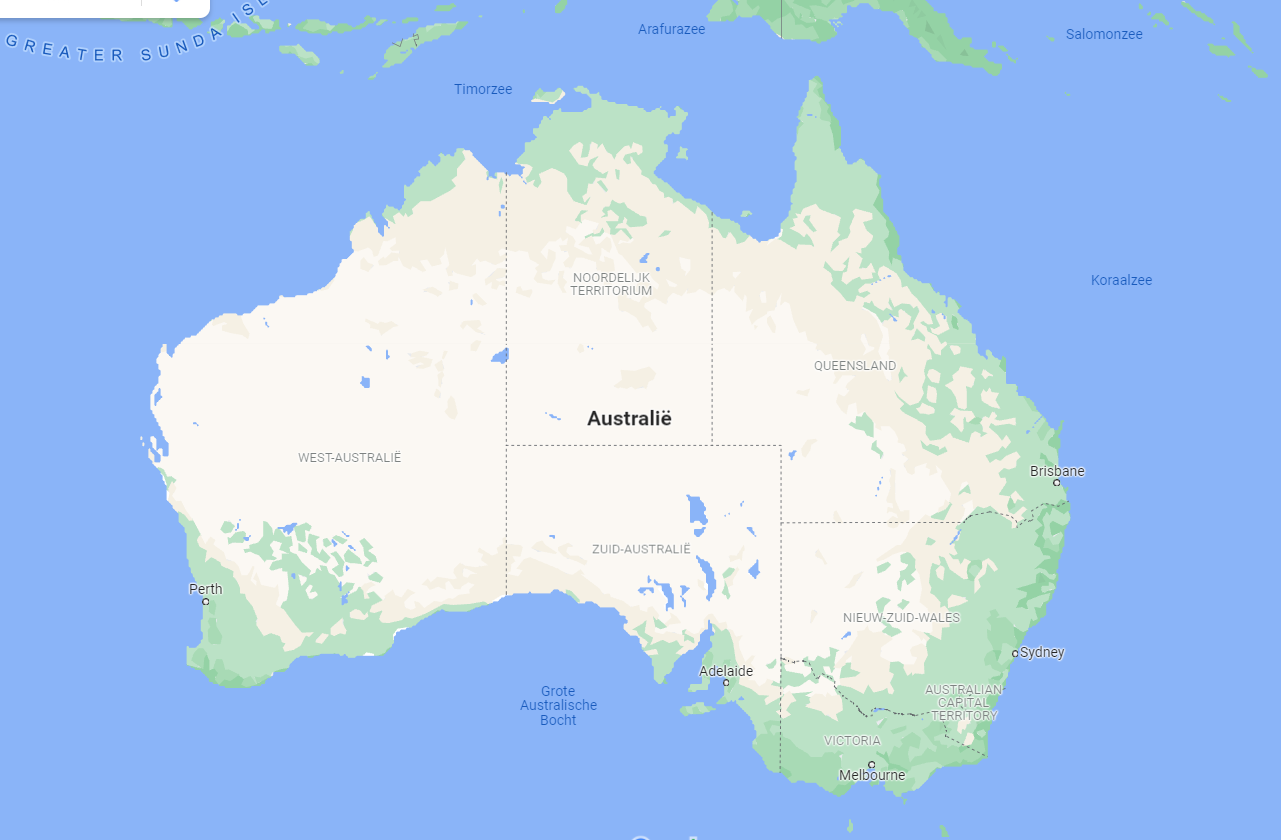 GREATER SUNDA ISL
Arafurazee
Salomonzee
Timorzee
Koraalzee
NOORDELIJK
TERRITORIUM
QUEENSLAND
Australië
WEST-AUSTRALIË
Brisbane
ZUID-AUSTRALIË
Perth
NIEUW-ZUID-WALES
Sydney
Adelaide
Grote
Australische
Bocht
AUSTRALIAN
CAPITAL
TERRITORY
VICTORIA
Melbourne